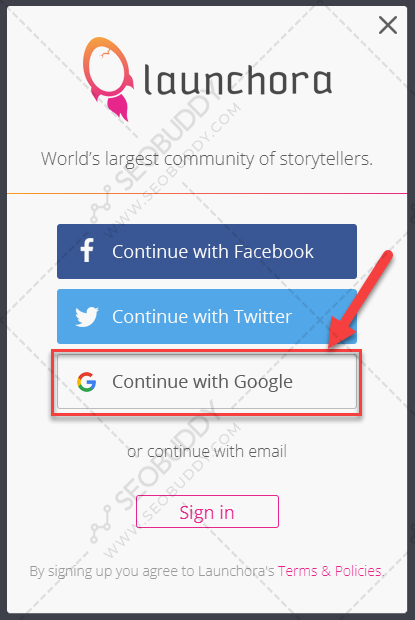 launchora
World's largest community of storytellers.
SEOBUDDY
WWW.SEOBUDDY.COM
Continue with Facebook
Continue with Twitter
Continue with Google
or continue with email
SEOBUDDY
WWW.SEOBUDDY.COM
Sign in
By signing up you agree to Launchora's Terms & Policies.